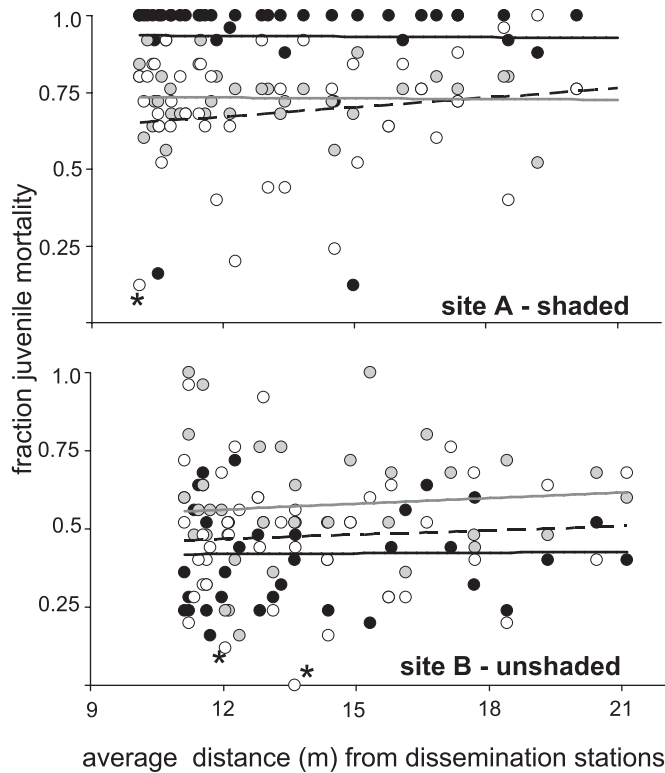 1.0
0.75
0.5
0.25
*
site A - shaded
fraction juvenile mortality
1.0
0.75
0.5
0.25
*
*
site B - unshaded
9 12 15 18 21
average distance (m) from dissemination stations